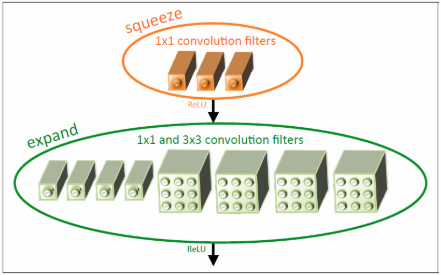 squeeze
1x1 convolution filters
ReLU
expand
1x1 and 3x3 convolution filters
ReLU